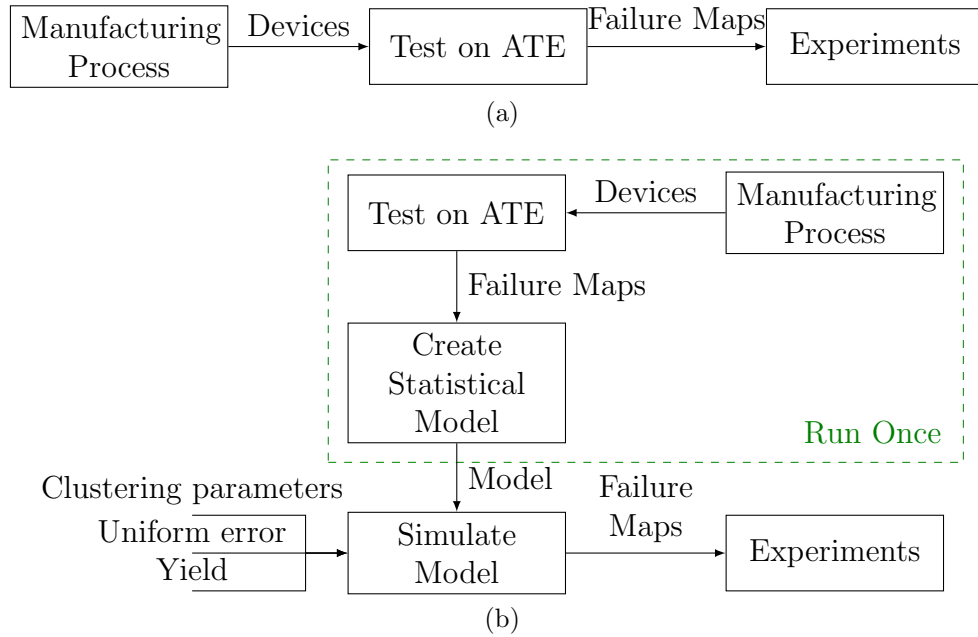 Manufacturing
Process
Devices
Test on ATE
Failure Maps
Experiments
(a)
Test on ATE
Devices
Manufacturing
Process
Failure Maps
Create
Statistical
Model
Run Once
Model
Clustering parameters
Uniform error
Yield
Simulate
Model
Failure
Maps
Experiments
(b)